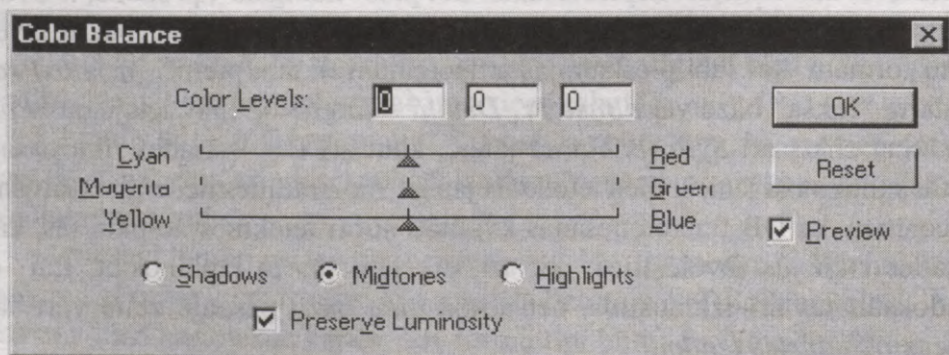 Color Balance
Color Levels: 0 0 0
OK
Cyan Red
Reset
Magenta Green
Yellow Blue
Preview
Shadows Midtones Highlights
Preserve Luminosity